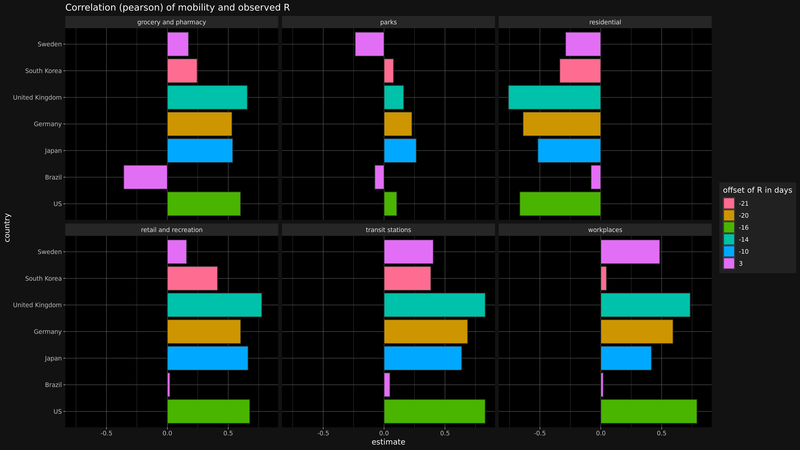 Correlation (pearson) of mobility and observed R
grocery and pharmacy
parks
residential
Sweden
South Korea
United Kingdom
Germany
Japan
Brazil
US
retail and recreation
transit stations
workplaces
Sweden
South Korea
United Kingdom
Germany
Japan
Brazil
US
-0.5 0.0 0.5
-0.5 0.0 0.5
-0.5 0.0 0.5
estimate
country
offset of R in days
-21
-20
-16
-14
-10
3